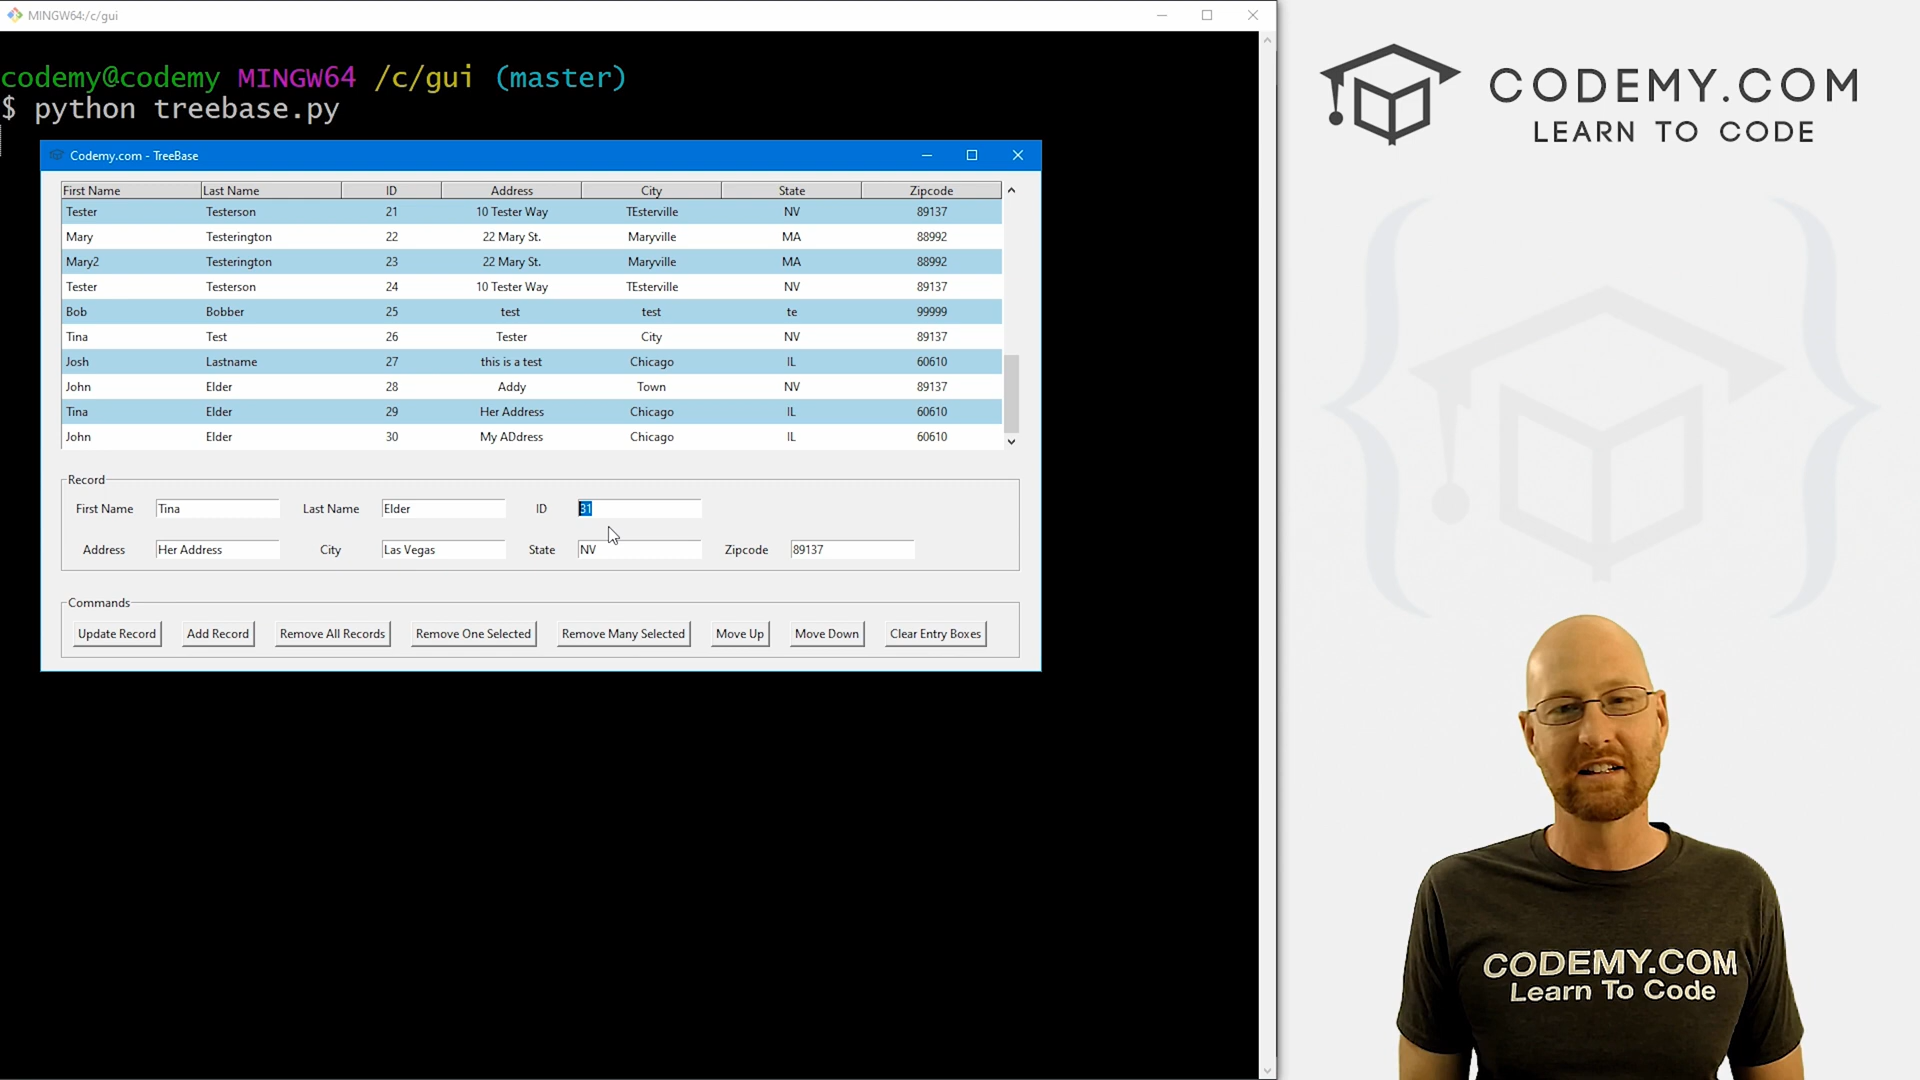 MINGW64:/c/gui
codemy@codemy MINGW64 /c/gui (master)
$ python treebase.py
Codemy.com - TreeBase
First Name Last Name ID Address City State Zipcode
Tester Testerson 21 10 Tester Way TEsterville NV 89137
Mary Testerington 22 22 Mary St. Maryville MA 88992
Mary2 Testerington 23 22 Mary St. Maryville MA 88992
Tester Testerson 24 10 Tester Way TEsterville NV 89137
Bob Bobber 25 test test te 99999
Tina Test 26 Tester City NV 89137
Josh Lastname 27 this is a test Chicago IL 60610
John Elder 28 Addy Town NV 89137
Tina Elder 29 Her Address Chicago IL 60610
John Elder 30 My ADdress Chicago IL 60610
Record
First Name Tina Last Name Elder ID 31
Address Her Address City Las Vegas State NV Zipcode 89137
Commands
Update Record Add Record Remove All Records Remove One Selected Remove Many Selected Move Up Move Down Clear Entry Boxes
CODEMY.COM
LEARN TO CODE
CODEMY.COM
Learn To Code